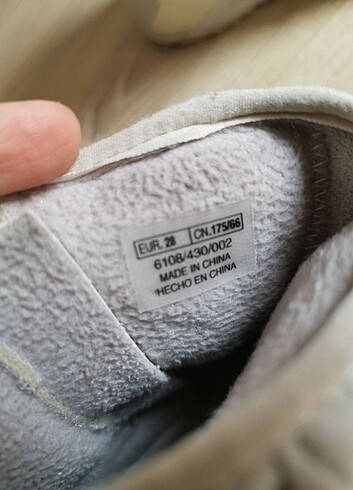 EUR. 28 CN.175/66
6108/430/002
MADE IN CHINA
HECHO EN CHINA